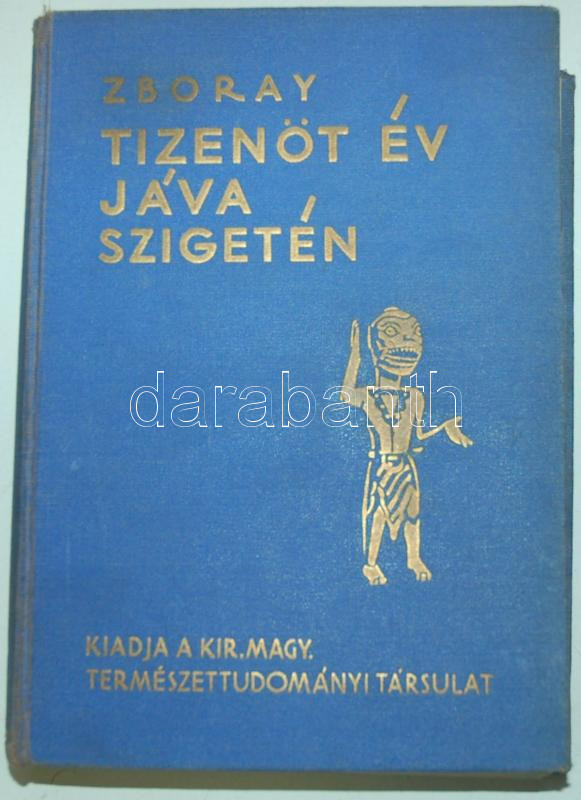 ZBORAY
TIZENÖT ÉV
JÁVA
SZIGETÉN
darabanth
KIADJA A KIR. MAGY.
TERMÉSZETTUDOMÁNYI TÁRSULAT